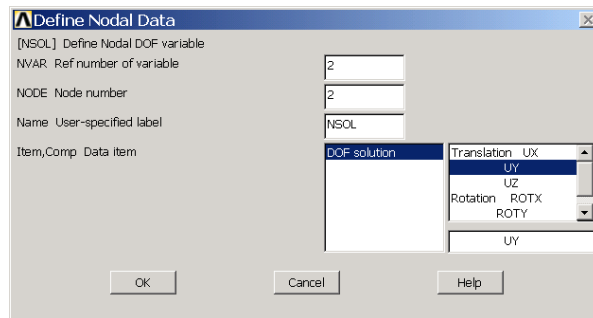 Define Nodal Data
[NSOL] Define Nodal DOF variable
NVAR Ref number of variable 2
NODE Node number 2
Name User-specified label NSOL
Item,Comp Data item DOF solution Translation UX
UY
UZ
Rotation ROTX
ROTY
UY
OK Cancel Help